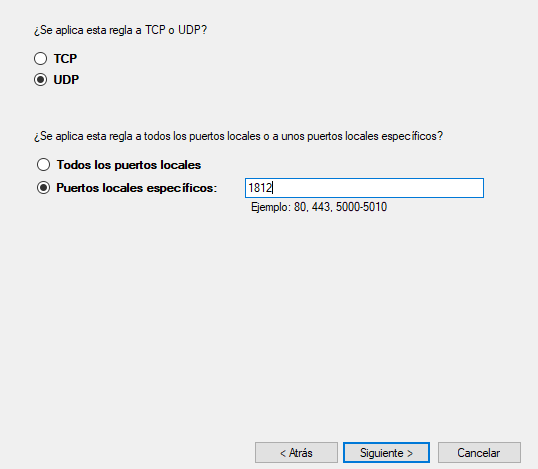 ¿Se aplica esta regla a TCP o UDP?
TCP
UDP
¿Se aplica esta regla a todos los puertos locales o a unos puertos locales específicos?
Todos los puertos locales
Puertos locales específicos: 1812
Ejemplo: 80, 443, 5000-5010
< Atrás Siguiente > Cancelar